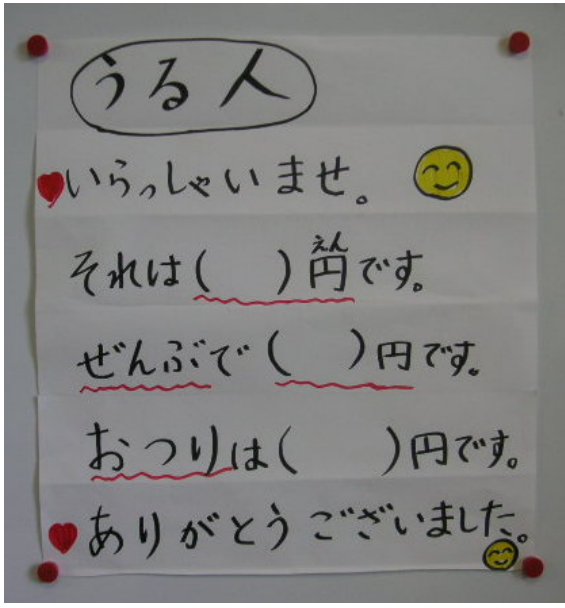 うる人
いらっしゃいませ。
それは(　)円です。
えん
ぜんぶで(　)円です。
おつりは(　)円です。
ありがとうございました。